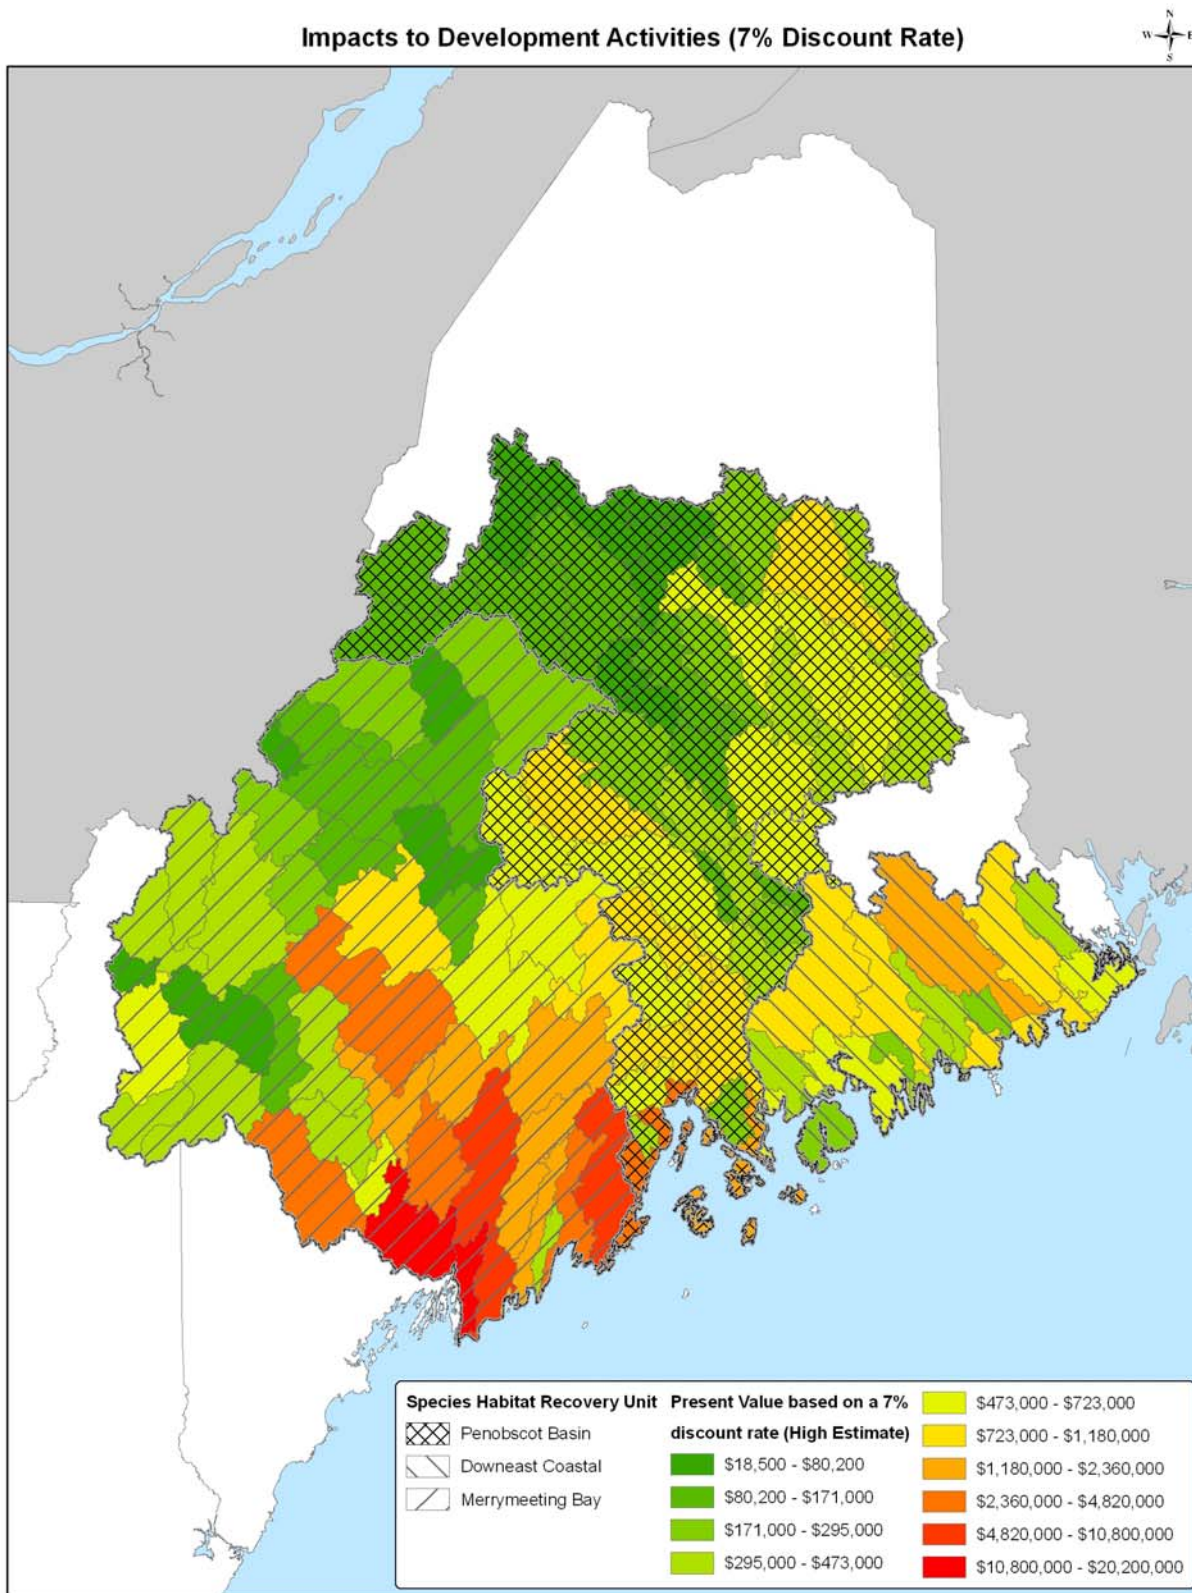 Impacts to Development Activities (7% Discount Rate)
N
W E
S
Species Habitat Recovery Unit
Penobscot Basin
Downeast Coastal
Merrymeeting Bay
Present Value based on a 7%
discount rate (High Estimate)
$18,500 - $80,200
$80,200 - $171,000
$171,000 - $295,000
$295,000 - $473,000
$473,000 - $723,000
$723,000 - $1,180,000
$1,180,000 - $2,360,000
$2,360,000 - $4,820,000
$4,820,000 - $10,800,000
$10,800,000 - $20,200,000